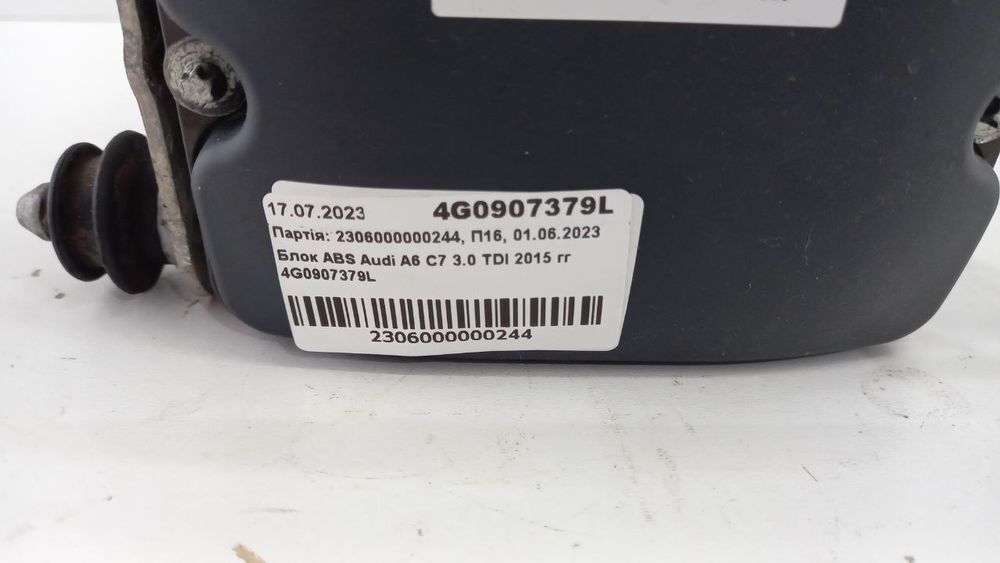 17.07.2023 4G0907379L
Партія: 2306000000244, П16, 01.06.2023
Блок ABS Audi A6 C7 3.0 TDI 2015 гг
4G0907379L
2306000000244